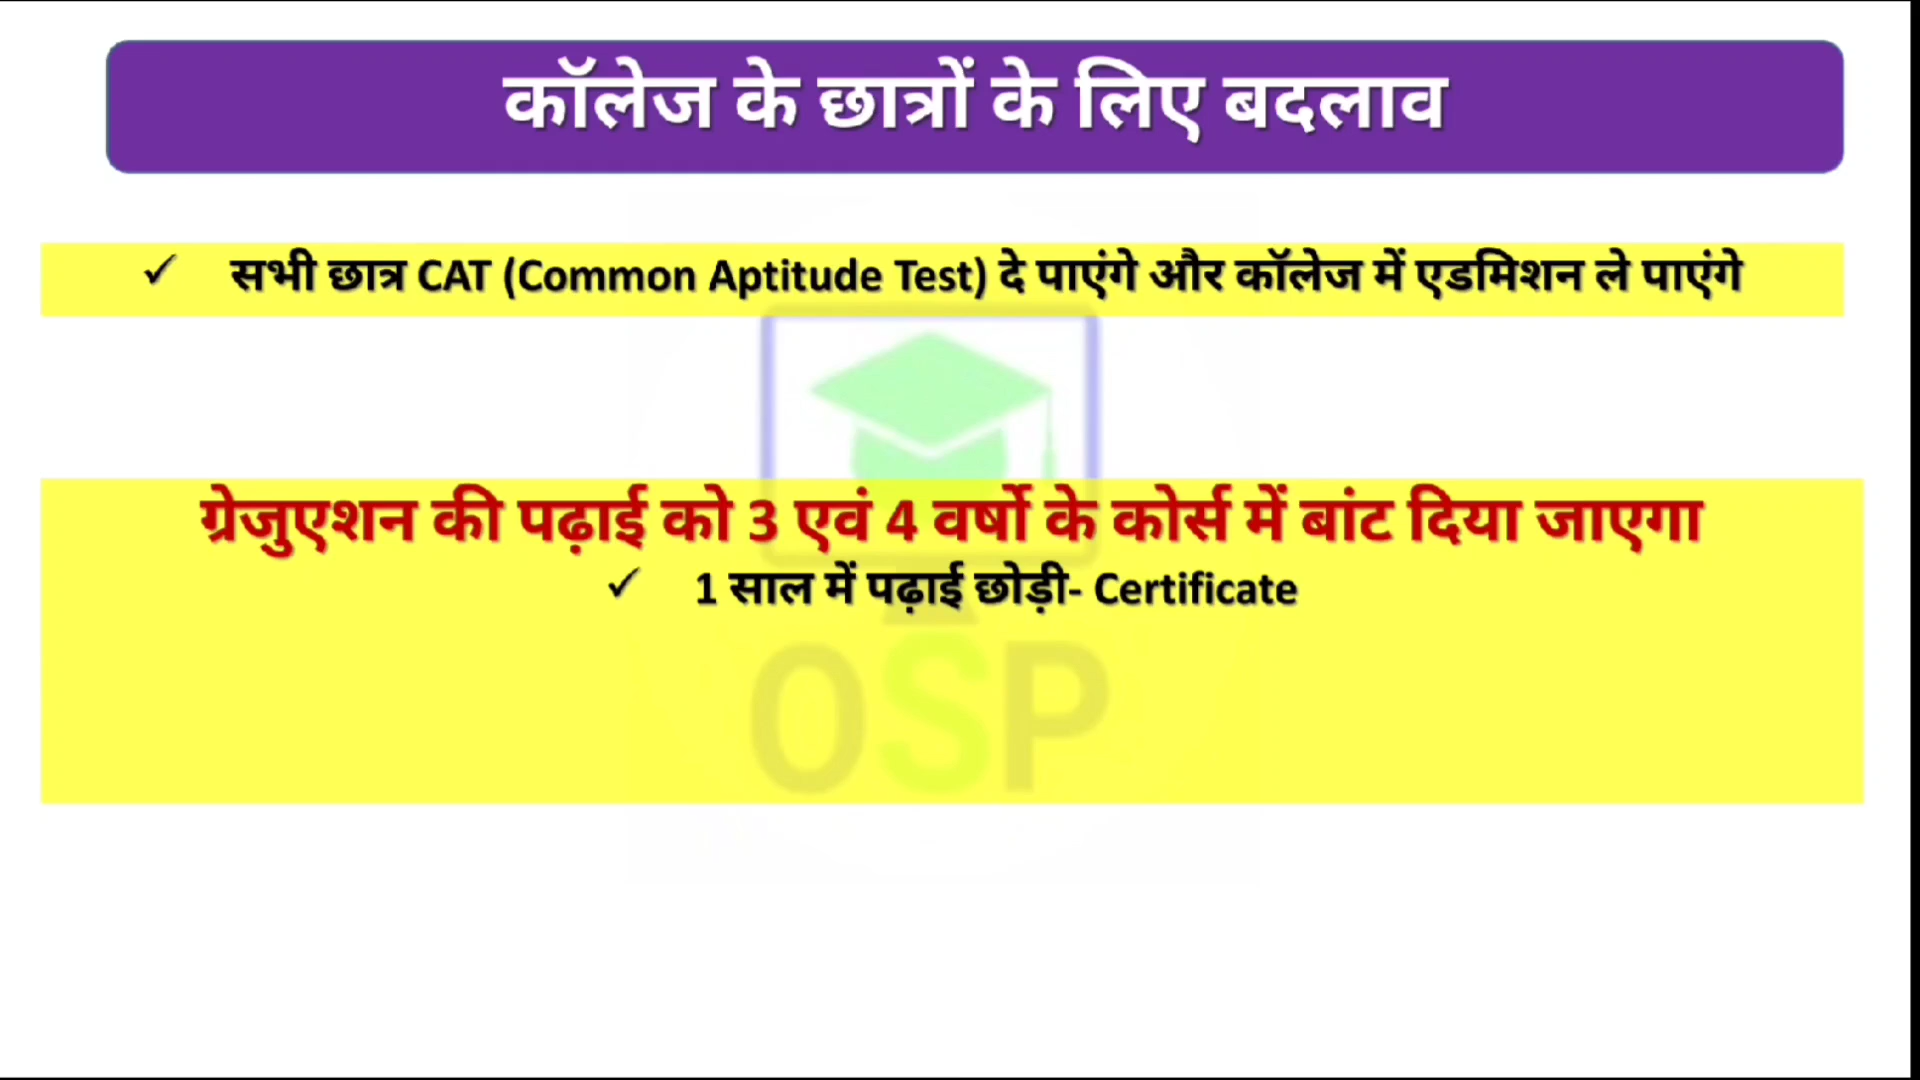 कॉलेज के छात्रों के लिए बदलाव
✓ सभी छात्र CAT (Common Aptitude Test) दे पाएंगे और कॉलेज में एडमिशन ले पाएंगे
ग्रेजुएशन की पढ़ाई को 3 एवं 4 वर्षो के कोर्स में बांट दिया जाएगा
✓ 1 साल में पढ़ाई छोड़ी- Certificate
OSP